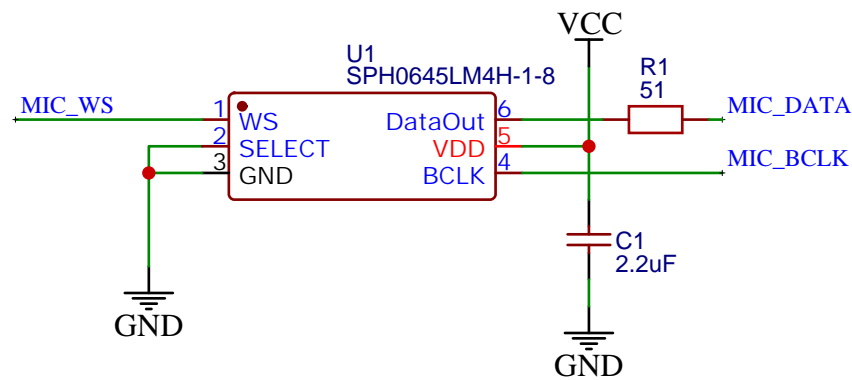 VCC
U1
SPH0645LM4H-1-8
R1
51
MIC_WS
1
WS
DataOut
6
MIC_DATA
2
SELECT
VDD
5
3
GND
BCLK
4
MIC_BCLK
C1
2.2uF
GND
GND